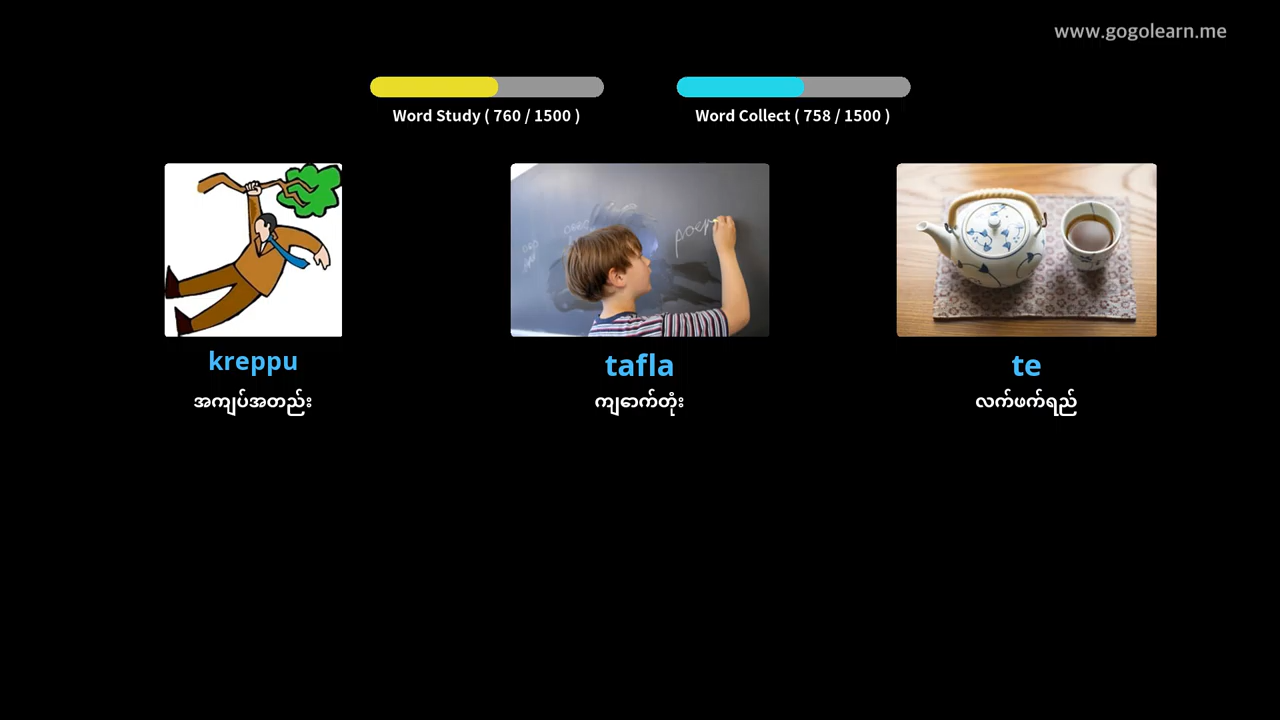 www.gogolearn.me
Word Study ( 760 / 1500 )
Word Collect ( 758 / 1500 )
poer
kreppu
tafla
te
အကျပ်အတည်း
ကျောက်တုံး
လက်ဖက်ရည်